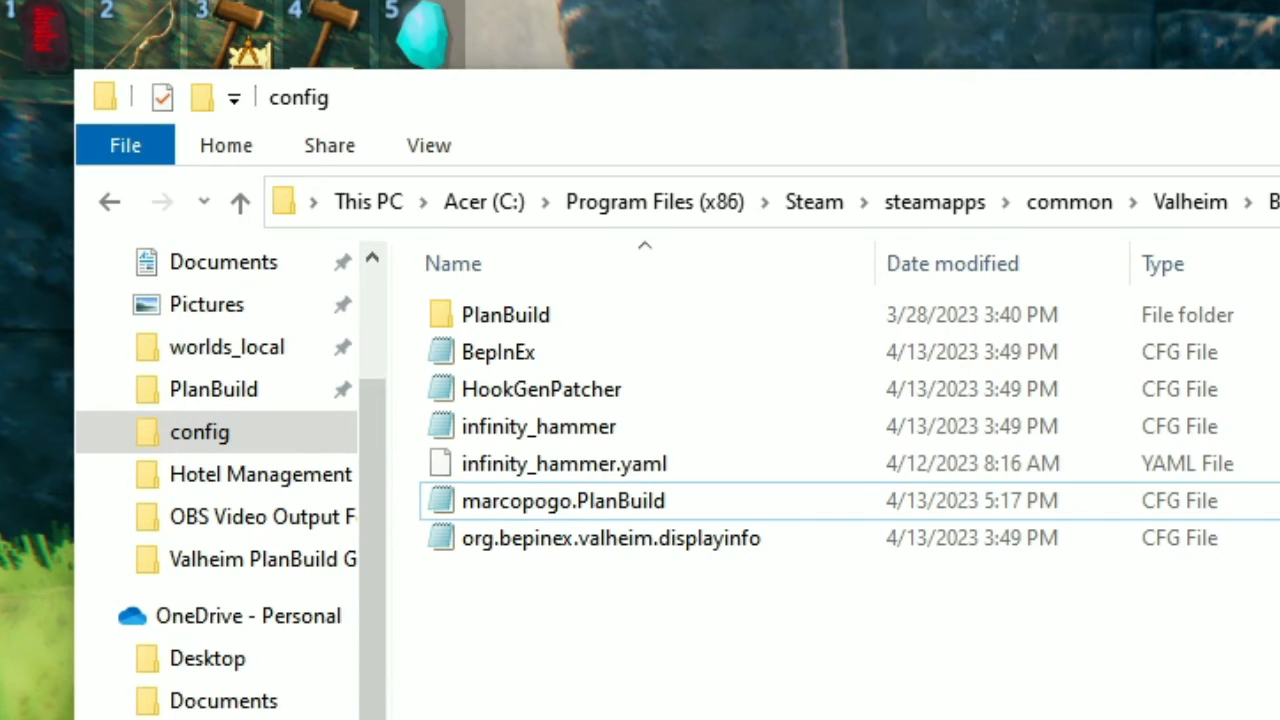 1 2 3 4 5
config
File Home Share View
This PC Acer (C:) Program Files (x86) Steam steamapps common Valheim B
Name Date modified Type
Documents
Pictures
worlds_local
PlanBuild
config
Hotel Management
OBS Video Output F
Valheim PlanBuild G
OneDrive - Personal
Desktop
Documents
PlanBuild 3/28/2023 3:40 PM File folder
BepInEx 4/13/2023 3:49 PM CFG File
HookGenPatcher 4/13/2023 3:49 PM CFG File
infinity_hammer 4/13/2023 3:49 PM CFG File
infinity_hammer.yaml 4/12/2023 8:16 AM YAML File
marcopogo.PlanBuild 4/13/2023 5:17 PM CFG File
org.bepinex.valheim.displayinfo 4/13/2023 3:49 PM CFG File